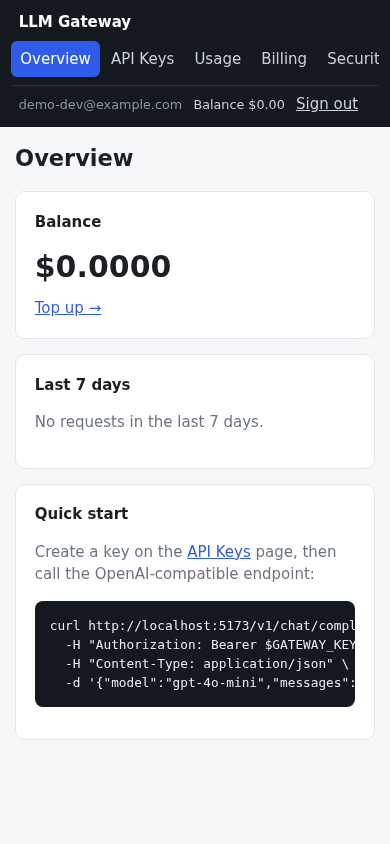 LLM Gateway
Overview API Keys Usage Billing Securit
demo-dev@example.com Balance $0.00 Sign out
Overview
Balance
$0.0000
Top up →
Last 7 days
No requests in the last 7 days.
Quick start
Create a key on the API Keys page, then
call the OpenAI-compatible endpoint:
curl http://localhost:5173/v1/chat/compl
-H "Authorization: Bearer $GATEWAY_KEY
-H "Content-Type: application/json" \
-d '{"model":"gpt-4o-mini","messages":